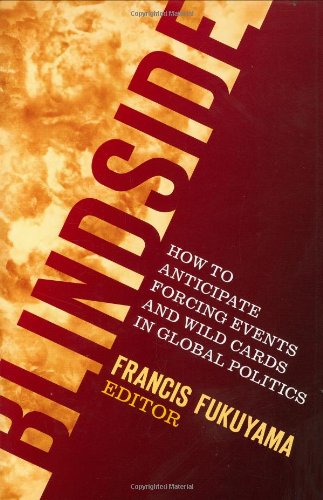 BLINDSIDE
HOW TO
ANTICIPATE
FORCING EVENTS
AND WILD CARDS
IN GLOBAL POLITICS
FRANCIS FUKUYAMA
EDITOR